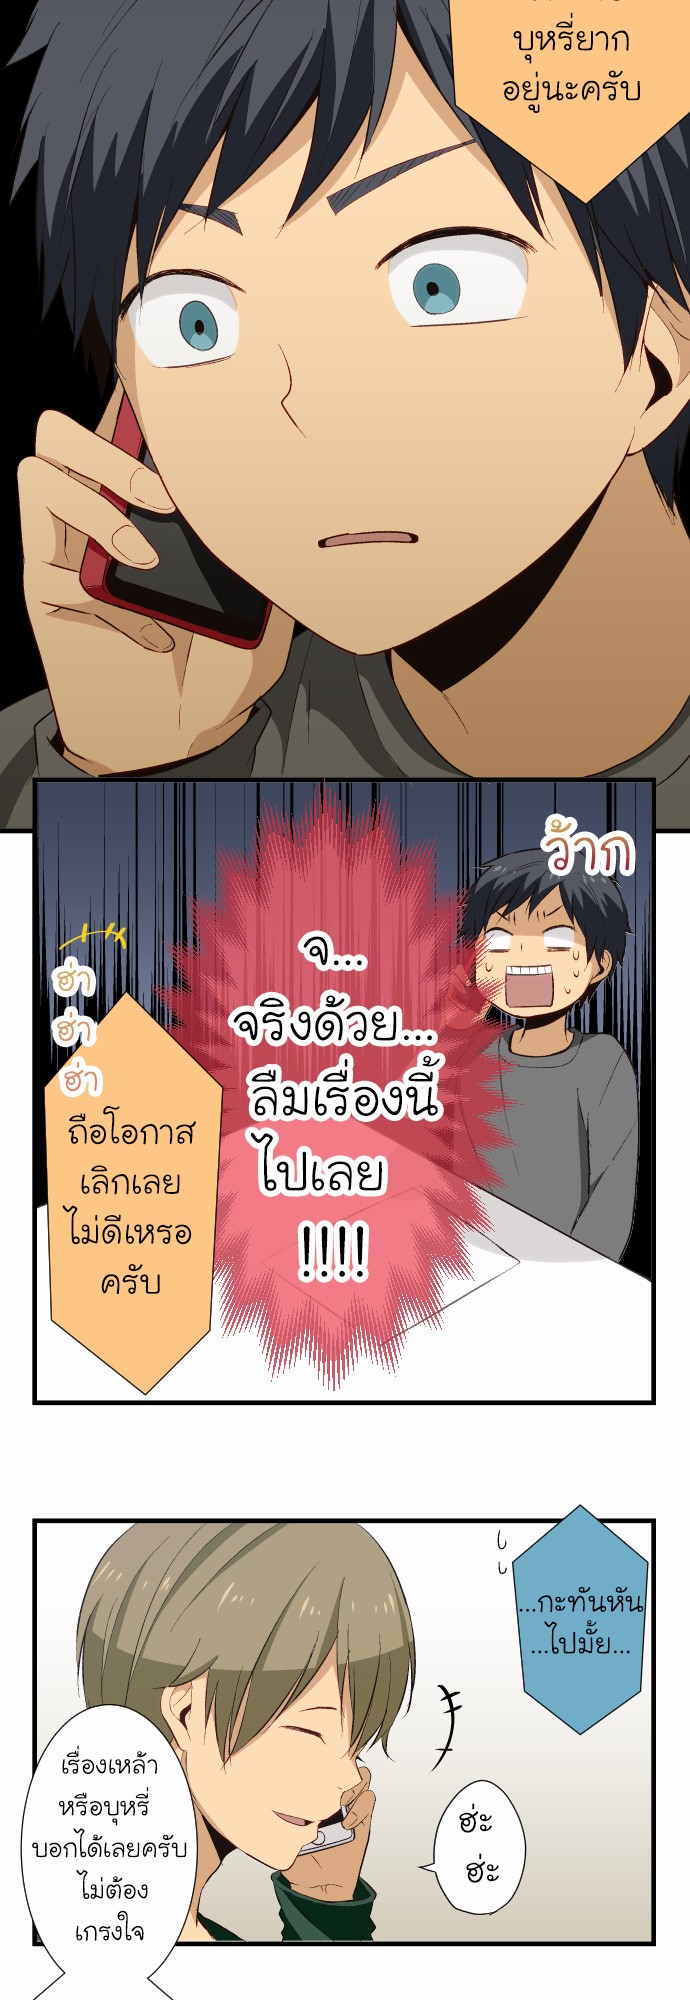 บุหรี่ยาก
อยู่นะครับ
ว้าก
จ...
จริงด้วย...
ลืมเรื่องนี้
ไปเลย
!!!!
ฮ่า
ฮ่า
ฮ่า
ถือโอกาส
เลิกเลย
ไม่ดีเหรอ
ครับ
...กะทันหัน
...ไปมั้ย...
เรื่องเหล้า
หรือบุหรี่
บอกได้เลยครับ
ไม่ต้อง
เกรงใจ
ฮ่ะ
ฮ่ะ